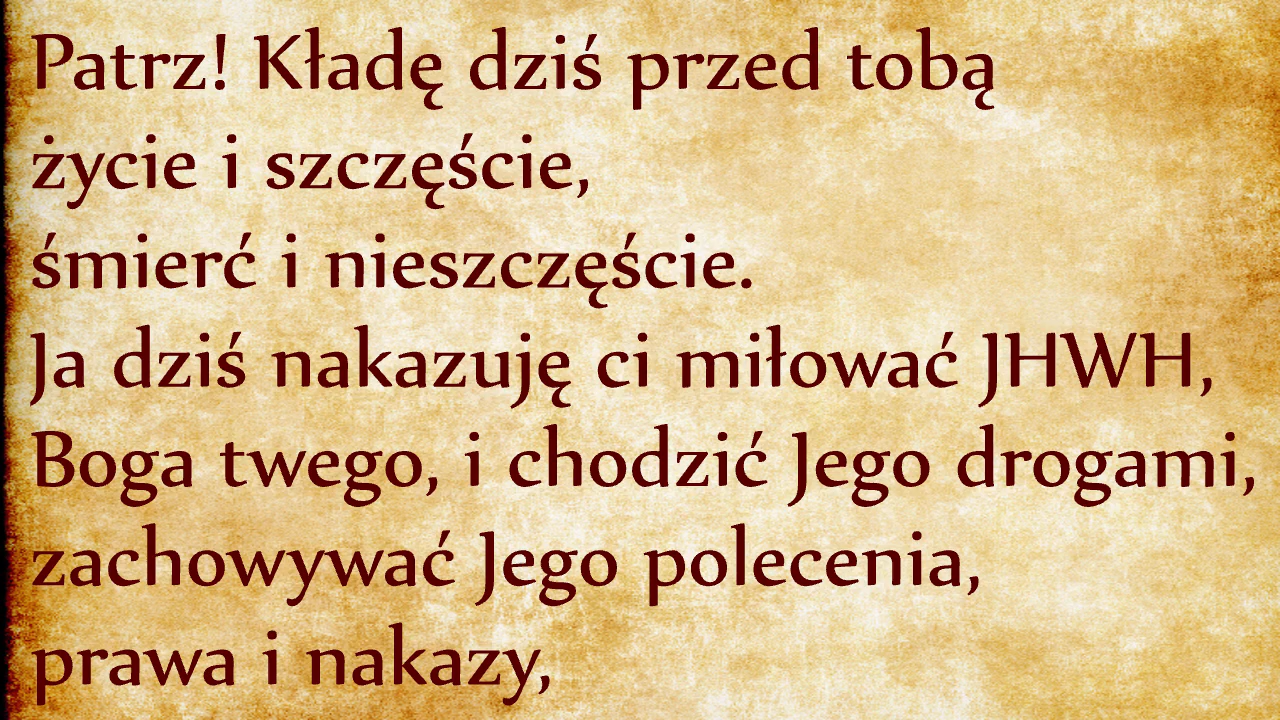 Patrz! Kładę dziś przed tobą
życie i szczęście,
śmierć i nieszczęście.
Ja dziś nakazuję ci miłować JHWH,
Boga twego, i chodzić Jego drogami,
zachowywać Jego polecenia,
prawa i nakazy,